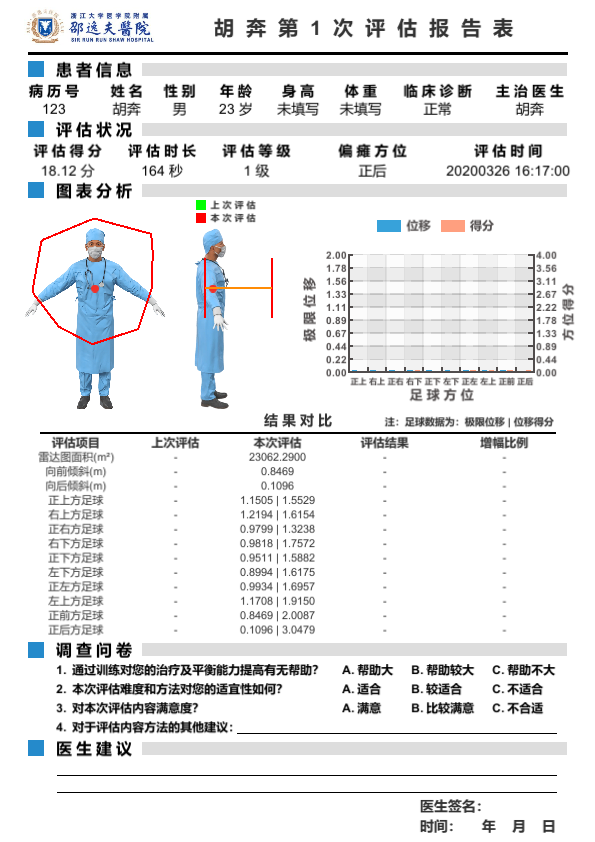 浙江大学医学院附属
邵逸夫醫院
SIR RUN RUN SHAW HOSPITAL
胡奔第1次评估报告表
患者信息
病历号 姓名 性别 年龄 身高 体重 临床诊断 主治医生
123 胡奔 男 23 岁 未填写 未填写 正常 胡奔
评估状况
评估得分 评估时长 评估等级 偏瘫方位 评估时间
18.12 分 164 秒 1 级 正后 20200326 16:17:00
图表分析
上次评估
本次评估
位移 得分
极限位移
2.00 4.00
1.78 3.56
1.56 3.11
1.33 2.67
1.11 2.22
0.89 1.78
0.67 1.33
0.44 0.89
0.22 0.44
0.00 0.00
方位得分
正上 右上 正右 右下 正下 左下 正左 左上 正前 正后
足球方位
结果对比 注：足球数据为：极限位移 | 位移得分
评估项目 上次评估 本次评估 评估结果 增幅比例
雷达图面积(m²) - 23062.2900 - -
向前倾斜(m) - 0.8469 - -
向后倾斜(m) - 0.1096 - -
正上方足球 - 1.1505 | 1.5529 - -
右上方足球 - 1.2194 | 1.6154 - -
正右方足球 - 0.9799 | 1.3238 - -
右下方足球 - 0.9818 | 1.7572 - -
正下方足球 - 0.9511 | 1.5882 - -
左下方足球 - 0.8994 | 1.6175 - -
正左方足球 - 0.9934 | 1.6957 - -
左上方足球 - 1.1708 | 1.9150 - -
正前方足球 - 0.8469 | 2.0087 - -
正后方足球 - 0.1096 | 3.0479 - -
调查问卷
1. 通过训练对您的治疗及平衡能力提高有无帮助？ A. 帮助大 B. 帮助较大 C. 帮助不大
2. 本次评估难度和方法对您的适宜性如何？ A. 适合 B. 较适合 C. 不适合
3. 对本次评估内容满意度？ A. 满意 B. 比较满意 C. 不合适
4. 对于评估内容方法的其他建议：
医生建议
医生签名：
时间： 年 月 日